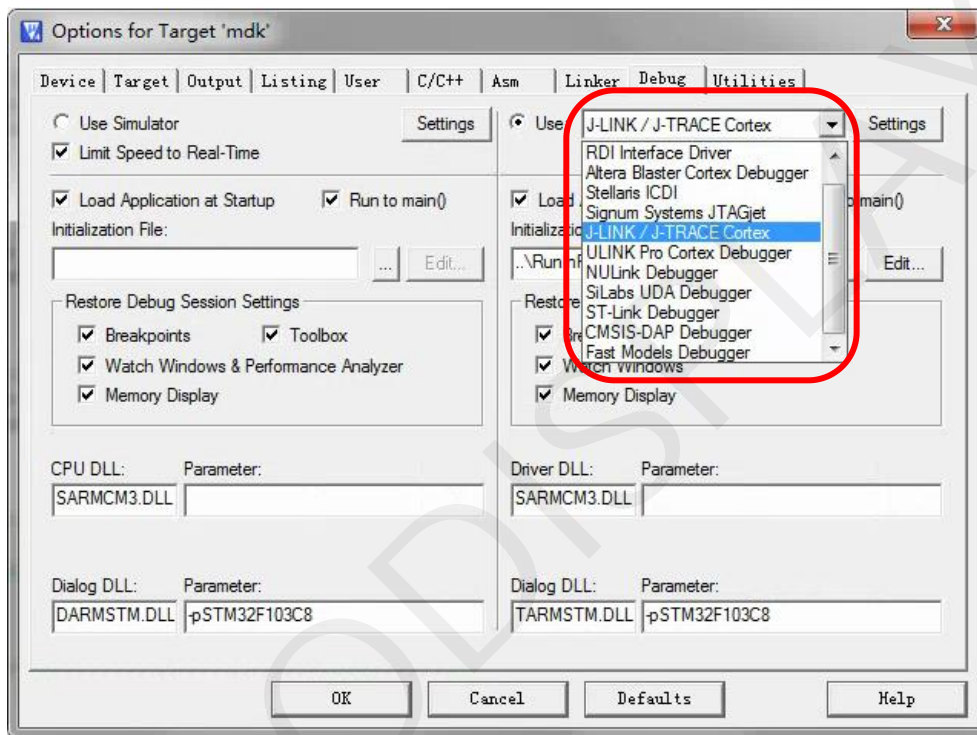 Options for Target 'mdk'
Device Target Output Listing User C/C++ Asm Linker Debug Utilities
Use Simulator Settings
Limit Speed to Real-Time
Use: J-LINK / J-TRACE Cortex Settings
RDI Interface Driver
Altera Blaster Cortex Debugger
Stellaris ICDI
Signum Systems JTAGjet
J-LINK / J-TRACE Cortex
ULINK Pro Cortex Debugger
NULink Debugger
SiLabs UDA Debugger
ST-Link Debugger
CMSIS-DAP Debugger
Fast Models Debugger
Load Application at Startup Run to main()
Initialization File:
... Edit...
main()
Edit...
Restore Debug Session Settings
Breakpoints Toolbox
Watch Windows & Performance Analyzer
Memory Display
Watch Windows
Memory Display
CPU DLL: Parameter:
SARMCM3.DLL
Driver DLL: Parameter:
SARMCM3.DLL
Dialog DLL: Parameter:
DARMSTM.DLL -pSTM32F103C8
Dialog DLL: Parameter:
TARMSTM.DLL -pSTM32F103C8
OK Cancel Defaults Help